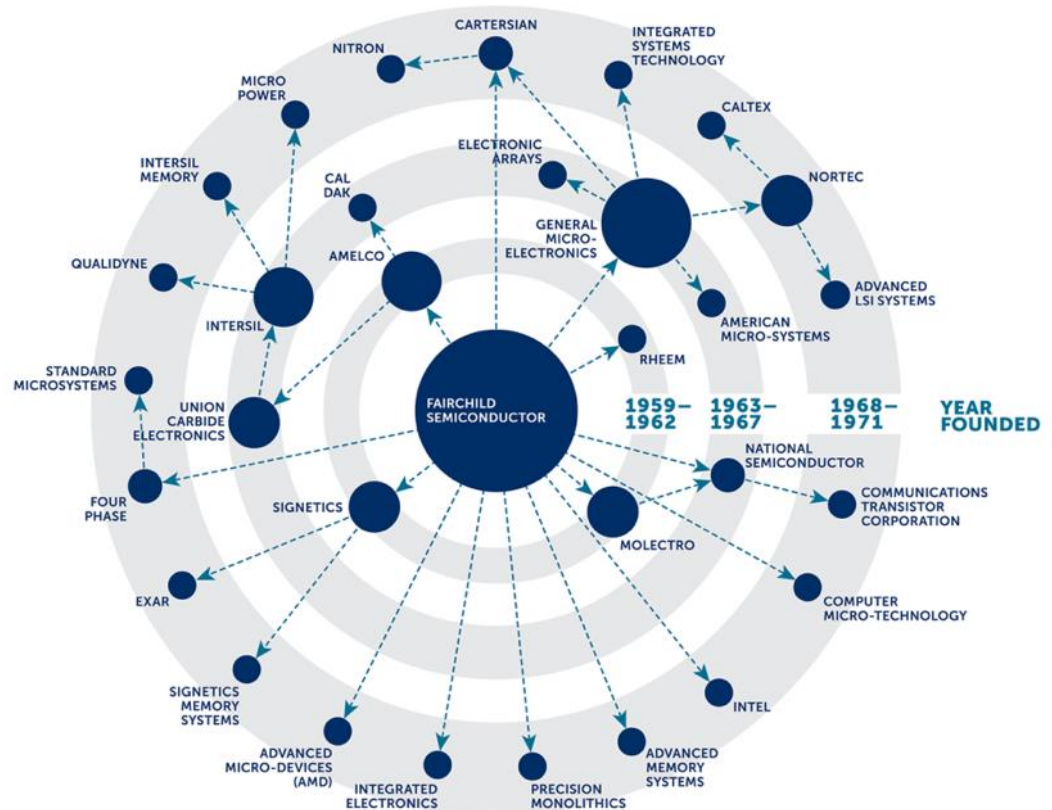 CARTERSIAN
NITRON
INTEGRATED
SYSTEMS
TECHNOLOGY
MICRO
POWER
CALTEX
ELECTRONIC
ARRAYS
INTERSIL
MEMORY
CAL
DAK
NORTEC
GENERAL
MICRO-
ELECTRONICS
AMELCO
QUALIDYNE
ADVANCED
LSI SYSTEMS
INTERSIL
AMERICAN
MICRO-SYSTEMS
RHEEM
STANDARD
MICROSYSTEMS
UNION
CARBIDE
ELECTRONICS
FAIRCHILD
SEMICONDUCTOR
1959–
1962
1963–
1967
1968–
1971
YEAR
FOUNDED
NATIONAL
SEMICONDUCTOR
FOUR
PHASE
SIGNETICS
COMMUNICATIONS
TRANSISTOR
CORPORATION
MOLECTRO
EXAR
COMPUTER
MICRO-TECHNOLOGY
SIGNETICS
MEMORY
SYSTEMS
INTEL
ADVANCED
MICRO-DEVICES
(AMD)
INTEGRATED
ELECTRONICS
PRECISION
MONOLITHICS
ADVANCED
MEMORY
SYSTEMS